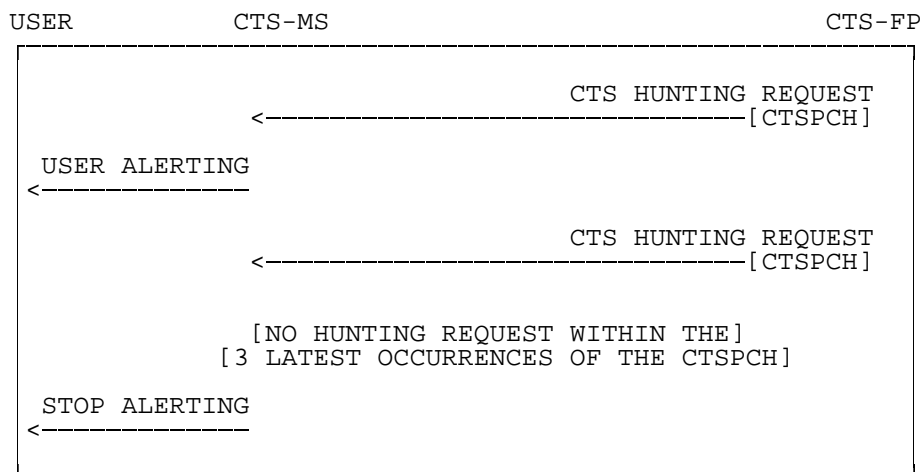 USER CTS-MS CTS-FP
CTS HUNTING REQUEST
[CTSPCH]
USER ALERTING
CTS HUNTING REQUEST
[CTSPCH]
[NO HUNTING REQUEST WITHIN THE]
[3 LATEST OCCURRENCES OF THE CTSPCH]
STOP ALERTING